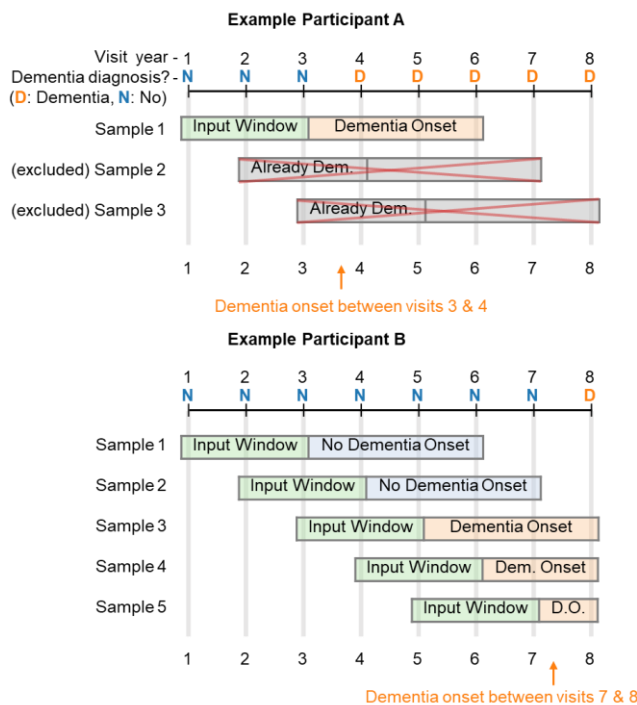 Example Participant A
Visit year - 1 2 3 4 5 6 7 8
Dementia diagnosis? - N N N D D D D D
(D: Dementia, N: No)
Sample 1 Input Window Dementia Onset
(excluded) Sample 2 Already Dem.
(excluded) Sample 3 Already Dem.
1 2 3 4 5 6 7 8
Dementia onset between visits 3 & 4
Example Participant B
1 2 3 4 5 6 7 8
N N N N N N N D
Sample 1 Input Window No Dementia Onset
Sample 2 Input Window No Dementia Onset
Sample 3 Input Window Dementia Onset
Sample 4 Input Window Dem. Onset
Sample 5 Input Window D.O.
1 2 3 4 5 6 7 8
Dementia onset between visits 7 & 8